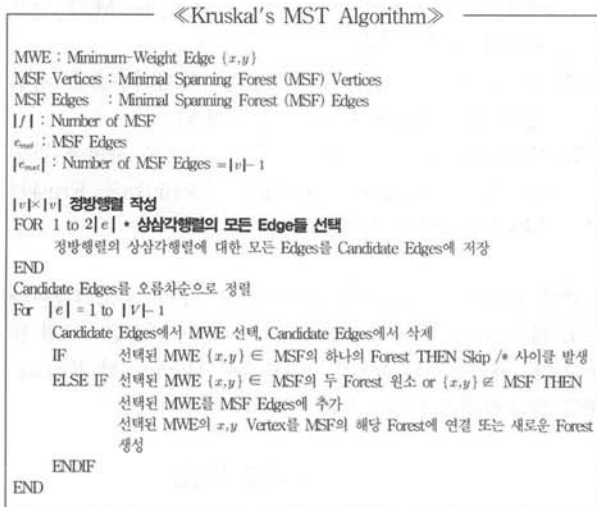 ≪Kruskal's MST Algorithm≫
MWE : Minimum-Weight Edge {x,y}
MSF Vertices : Minimal Spanning Forest (MSF) Vertices
MSF Edges : Minimal Spanning Forest (MSF) Edges
|f| : Number of MSF
e_mst : MSF Edges
|e_mst| : Number of MSF Edges =|v|-1
|v|×|v| 정방행렬 작성
FOR 1 to 2|e| * 상삼각행렬의 모든 Edge들 선택
정방행렬의 상삼각행렬에 대한 모든 Edges를 Candidate Edges에 저장
END
Candidate Edges를 오름차순으로 정렬
For |e| = 1 to |V|-1
Candidate Edges에서 MWE 선택, Candidate Edges에서 삭제
IF 선택된 MWE {x,y} ∈ MSF의 하나의 Forest THEN Skip /* 사이클 발생
ELSE IF 선택된 MWE {x,y} ∈ MSF의 두 Forest 원소 or {x,y} ∉ MSF THEN
선택된 MWE를 MSF Edges에 추가
선택된 MWE의 x,y Vertex를 MSF의 해당 Forest에 연결 또는 새로운 Forest
생성
ENDIF
END